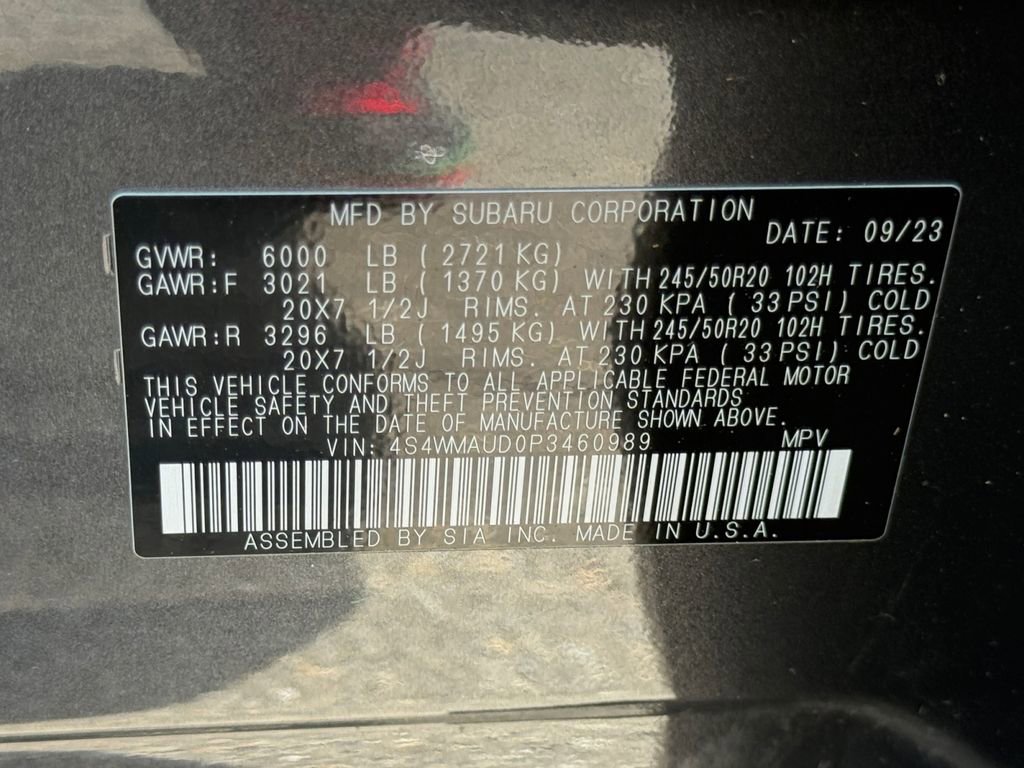 MFD BY SUBARU CORPORATION
DATE: 09/23
GVWR: 6000 LB ( 2721 KG)
GAWR:F 3021 LB ( 1370 KG) WITH 245/50R20 102H TIRES.
20X7 1/2J RIMS. AT 230 KPA ( 33 PSI) COLD
GAWR:R 3296 LB ( 1495 KG) WITH 245/50R20 102H TIRES.
20X7 1/2J RIMS. AT 230 KPA ( 33 PSI) COLD
THIS VEHICLE CONFORMS TO ALL APPLICABLE FEDERAL MOTOR
VEHICLE SAFETY AND THEFT PREVENTION STANDARDS
IN EFFECT ON THE DATE OF MANUFACTURE SHOWN ABOVE.
VIN: 4S4WMAUD0P3460989 MPV
ASSEMBLED BY SIA INC. MADE IN U.S.A.